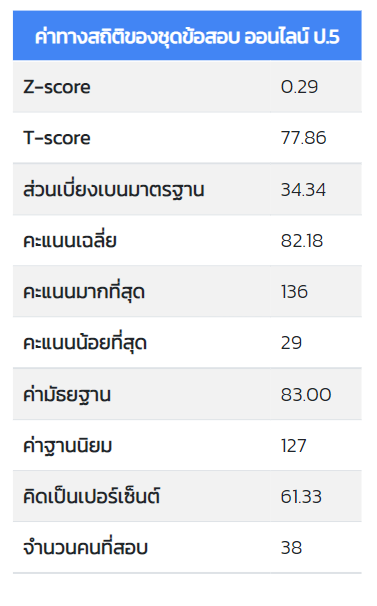 ค่าทางสถิติของชุดข้อสอบ ออนไลน์ ป.5
Z-score 0.29
T-score 77.86
ส่วนเบี่ยงเบนมาตรฐาน 34.34
คะแนนเฉลี่ย 82.18
คะแนนมากที่สุด 136
คะแนนน้อยที่สุด 29
ค่ามัธยฐาน 83.00
ค่าฐานนิยม 127
คิดเป็นเปอร์เซ็นต์ 61.33
จำนวนคนที่สอบ 38